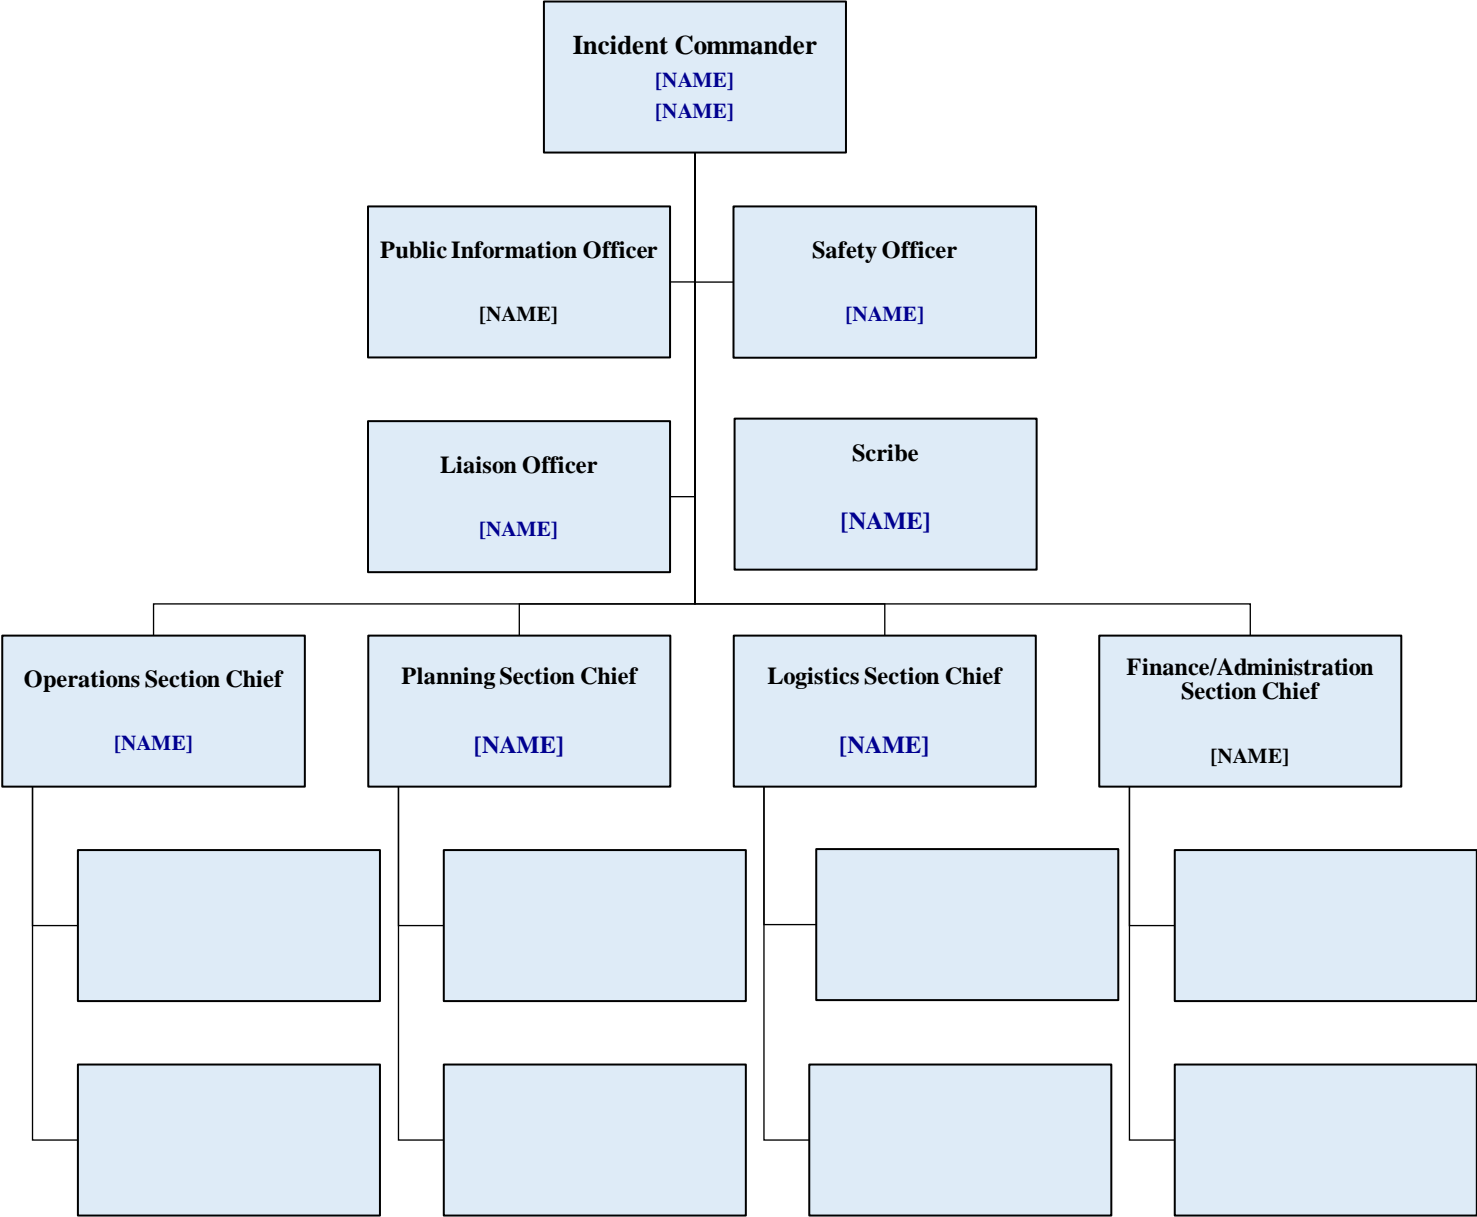 Incident Commander
[NAME]
[NAME]
Public Information Officer
[NAME]
Safety Officer
[NAME]
Liaison Officer
[NAME]
Scribe
[NAME]
Operations Section Chief
[NAME]
Planning Section Chief
[NAME]
Logistics Section Chief
[NAME]
Finance/Administration
Section Chief
[NAME]